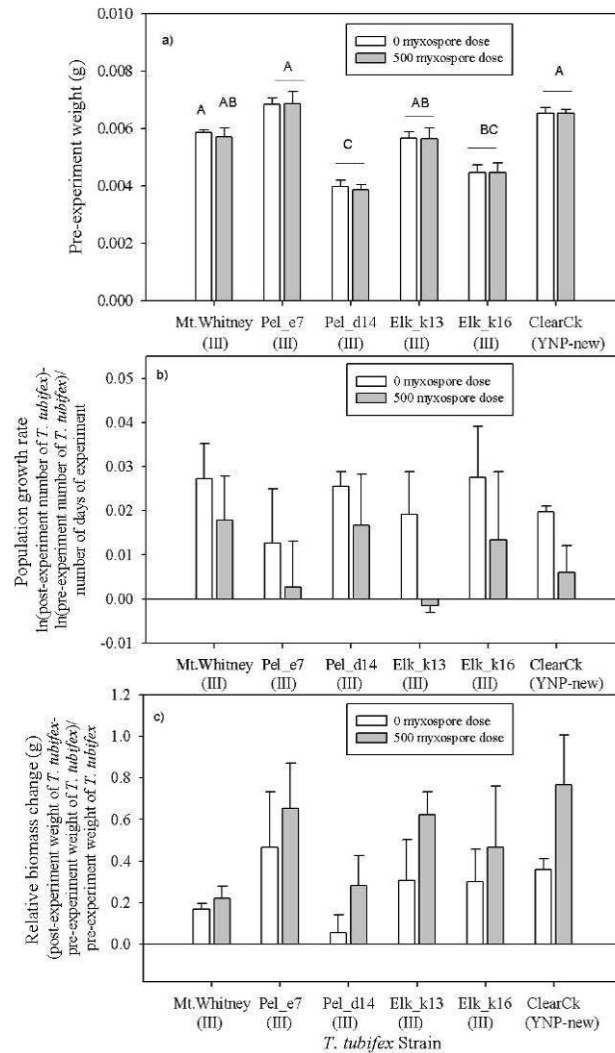 a)
0 myxospore dose
500 myxospore dose
Pre-experiment weight (g)
0.010
0.008
0.006
0.004
0.002
0.000
A AB A C AB BC A
Mt.Whitney Pel_e7 Pel_d14 Elk_k13 Elk_k16 ClearCk
(III) (III) (III) (III) (III) (YNP-new)
b)
0 myxospore dose
500 myxospore dose
Population growth rate
ln(post-experiment number of T. tubifex)-
ln(pre-experiment number of T. tubifex)/
number of days of experiment
0.05
0.04
0.03
0.02
0.01
0.00
-0.01
Mt.Whitney Pel_e7 Pel_d14 Elk_k13 Elk_k16 ClearCk
(III) (III) (III) (III) (III) (YNP-new)
c)
0 myxospore dose
500 myxospore dose
Relative biomass change (g)
(post-experiment weight of T. tubifex-
pre-experiment weight of T. tubifex)/
pre-experiment weight of T. tubifex
1.2
1.0
0.8
0.6
0.4
0.2
0.0
Mt.Whitney Pel_e7 Pel_d14 Elk_k13 Elk_k16 ClearCk
(III) (III) (III) (III) (III) (YNP-new)
T. tubifex Strain